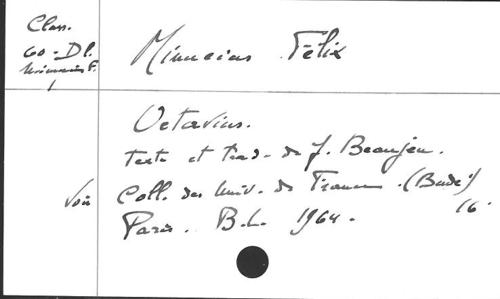 Class.
60 - Dl.
Minucius F.
1
Minucius Félix
Octavius.
texte et trad. de J. Beaujeu.
Voir Coll. des Univ. de France. (Budé)
Paris. B.L. 1964.
16